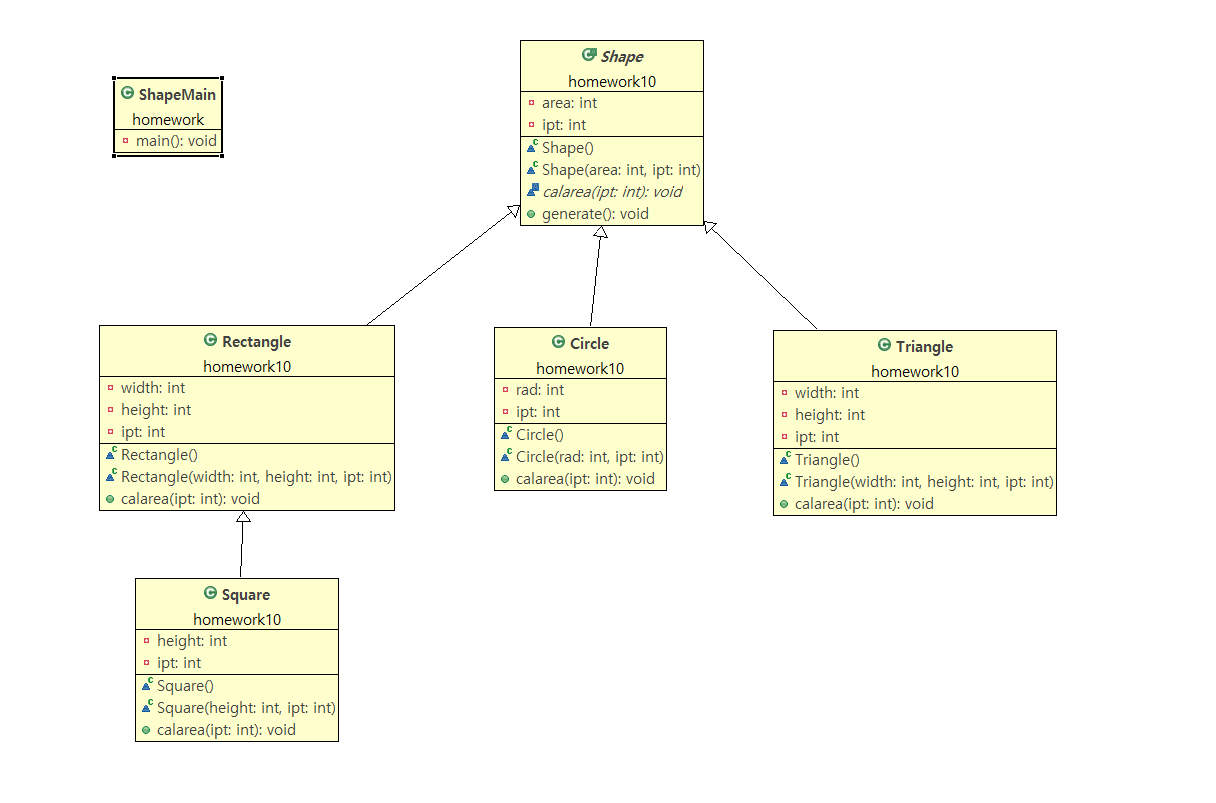 ShapeMain
homework
main(): void
Shape
homework10
area: int
ipt: int
Shape()
Shape(area: int, ipt: int)
calarea(ipt: int): void
generate(): void
Rectangle
homework10
width: int
height: int
ipt: int
Rectangle()
Rectangle(width: int, height: int, ipt: int)
calarea(ipt: int): void
Circle
homework10
rad: int
ipt: int
Circle()
Circle(rad: int, ipt: int)
calarea(ipt: int): void
Triangle
homework10
width: int
height: int
ipt: int
Triangle()
Triangle(width: int, height: int, ipt: int)
calarea(ipt: int): void
Square
homework10
height: int
ipt: int
Square()
Square(height: int, ipt: int)
calarea(ipt: int): void